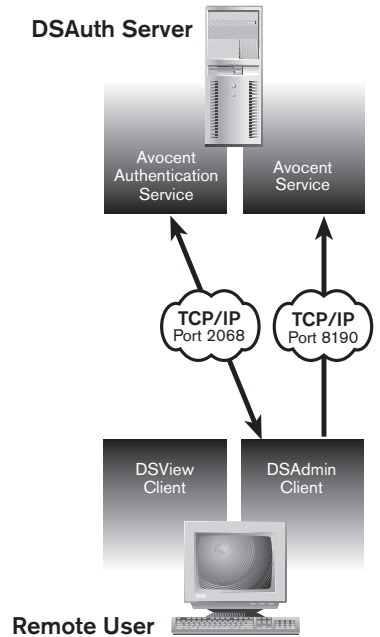 DSAuth Server
Avocent
Authentication
Service
Avocent
Service
TCP/IP
Port 2068
TCP/IP
Port 8190
DSView
Client
DSAdmin
Client
Remote User